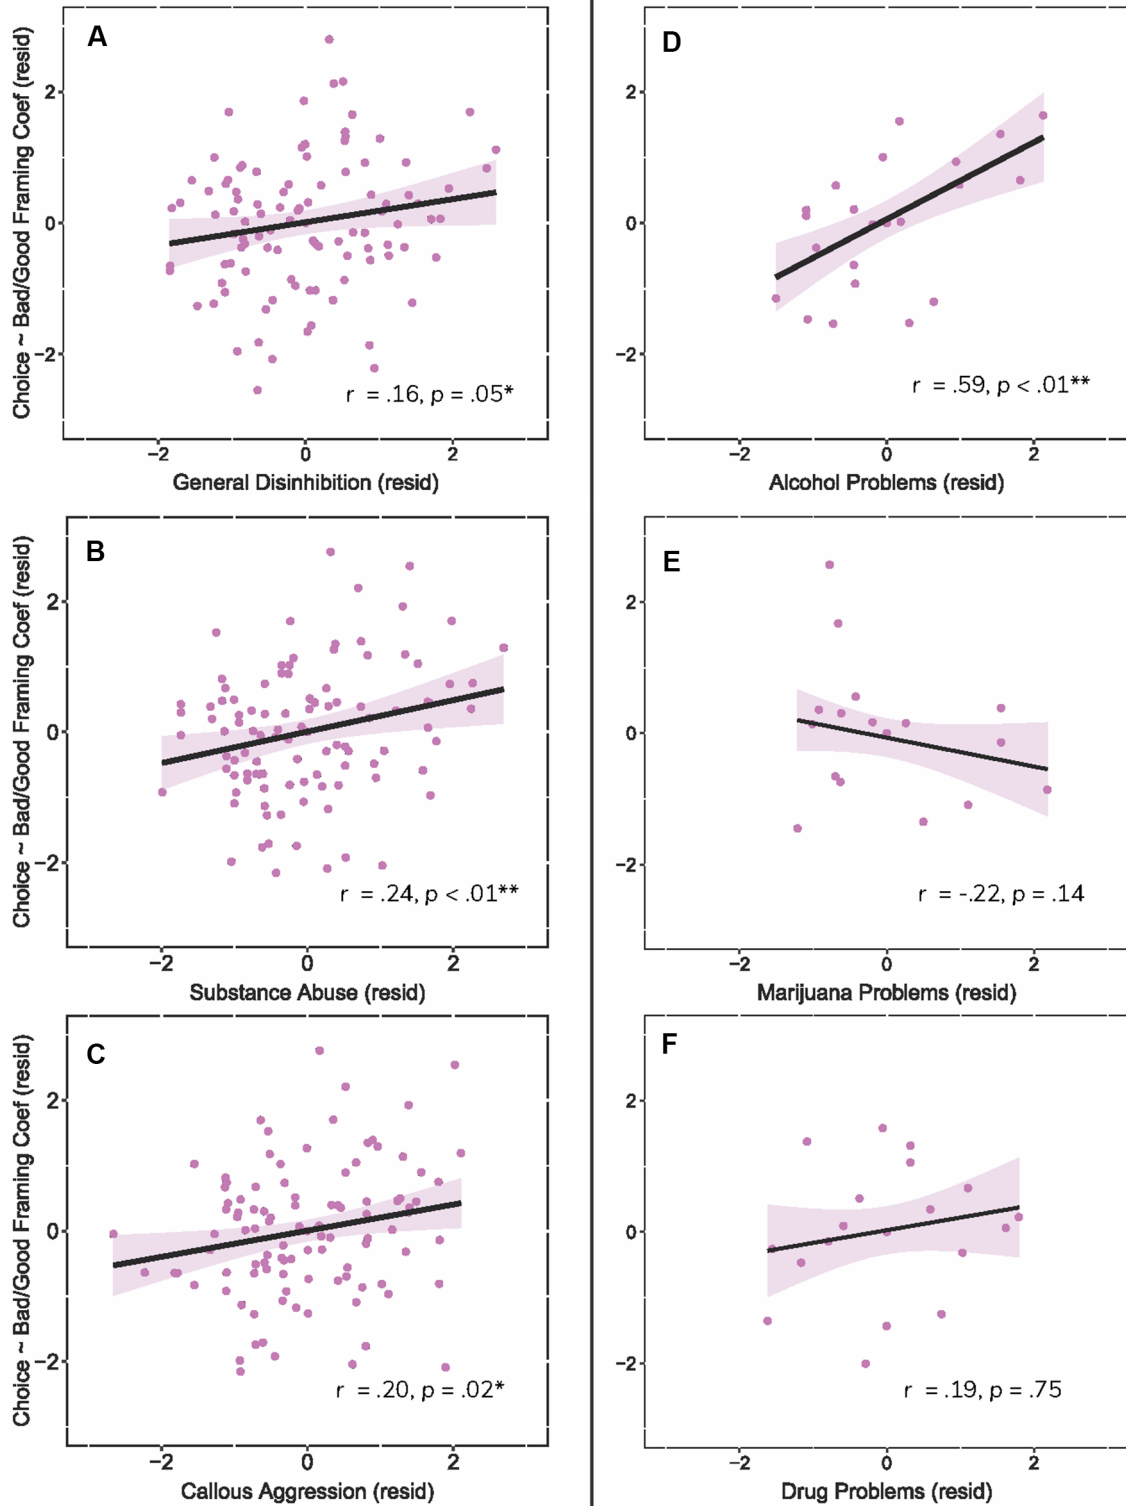 A
Choice ~ Bad/Good Framing Coef (resid)
2
0
−2
r = .16, p = .05*
−2 0 2
General Disinhibition (resid)
D
2
0
−2
r = .59, p < .01**
−2 0 2
Alcohol Problems (resid)
B
Choice ~ Bad/Good Framing Coef (resid)
2
0
−2
r = .24, p < .01**
−2 0 2
Substance Abuse (resid)
E
2
0
−2
r = -.22, p = .14
−2 0 2
Marijuana Problems (resid)
C
Choice ~ Bad/Good Framing Coef (resid)
2
0
−2
r = .20, p = .02*
−2 0 2
Callous Aggression (resid)
F
2
0
−2
r = .19, p = .75
−2 0 2
Drug Problems (resid)